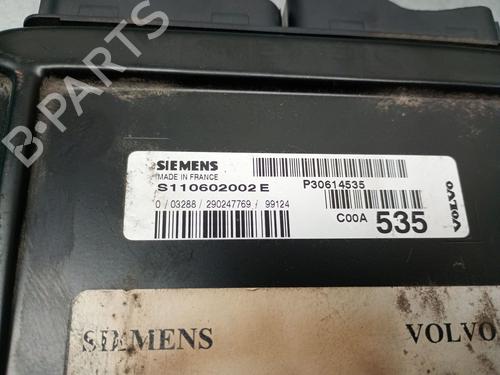 SIEMENS
MADE IN FRANCE
S110602002 E
P30614535
0 / 03288 / 290247769 / 99124
C00A 535
VOLVO
SIEMENS VOLVO
B-PARTS